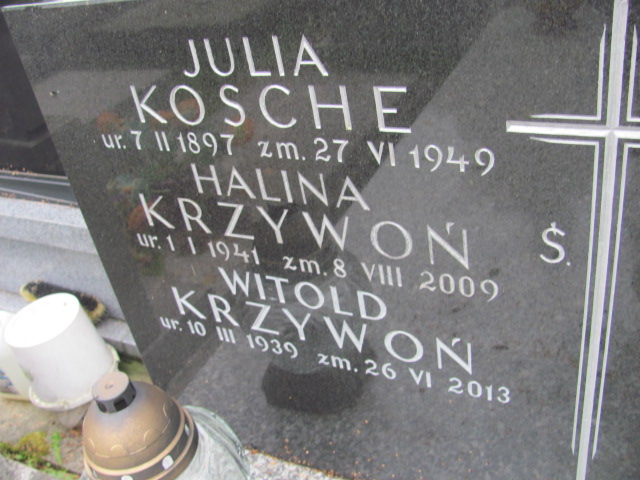 JULIA
KOSCHE
ur. 7 II 1897 zm. 27 VI 1949
HALINA
KRZYWOŃ
ur. 1 I 1941 zm. 8 VIII 2009
WITOLD
KRZYWOŃ
ur. 10 III 1939 zm. 26 VI 2013
Ś.